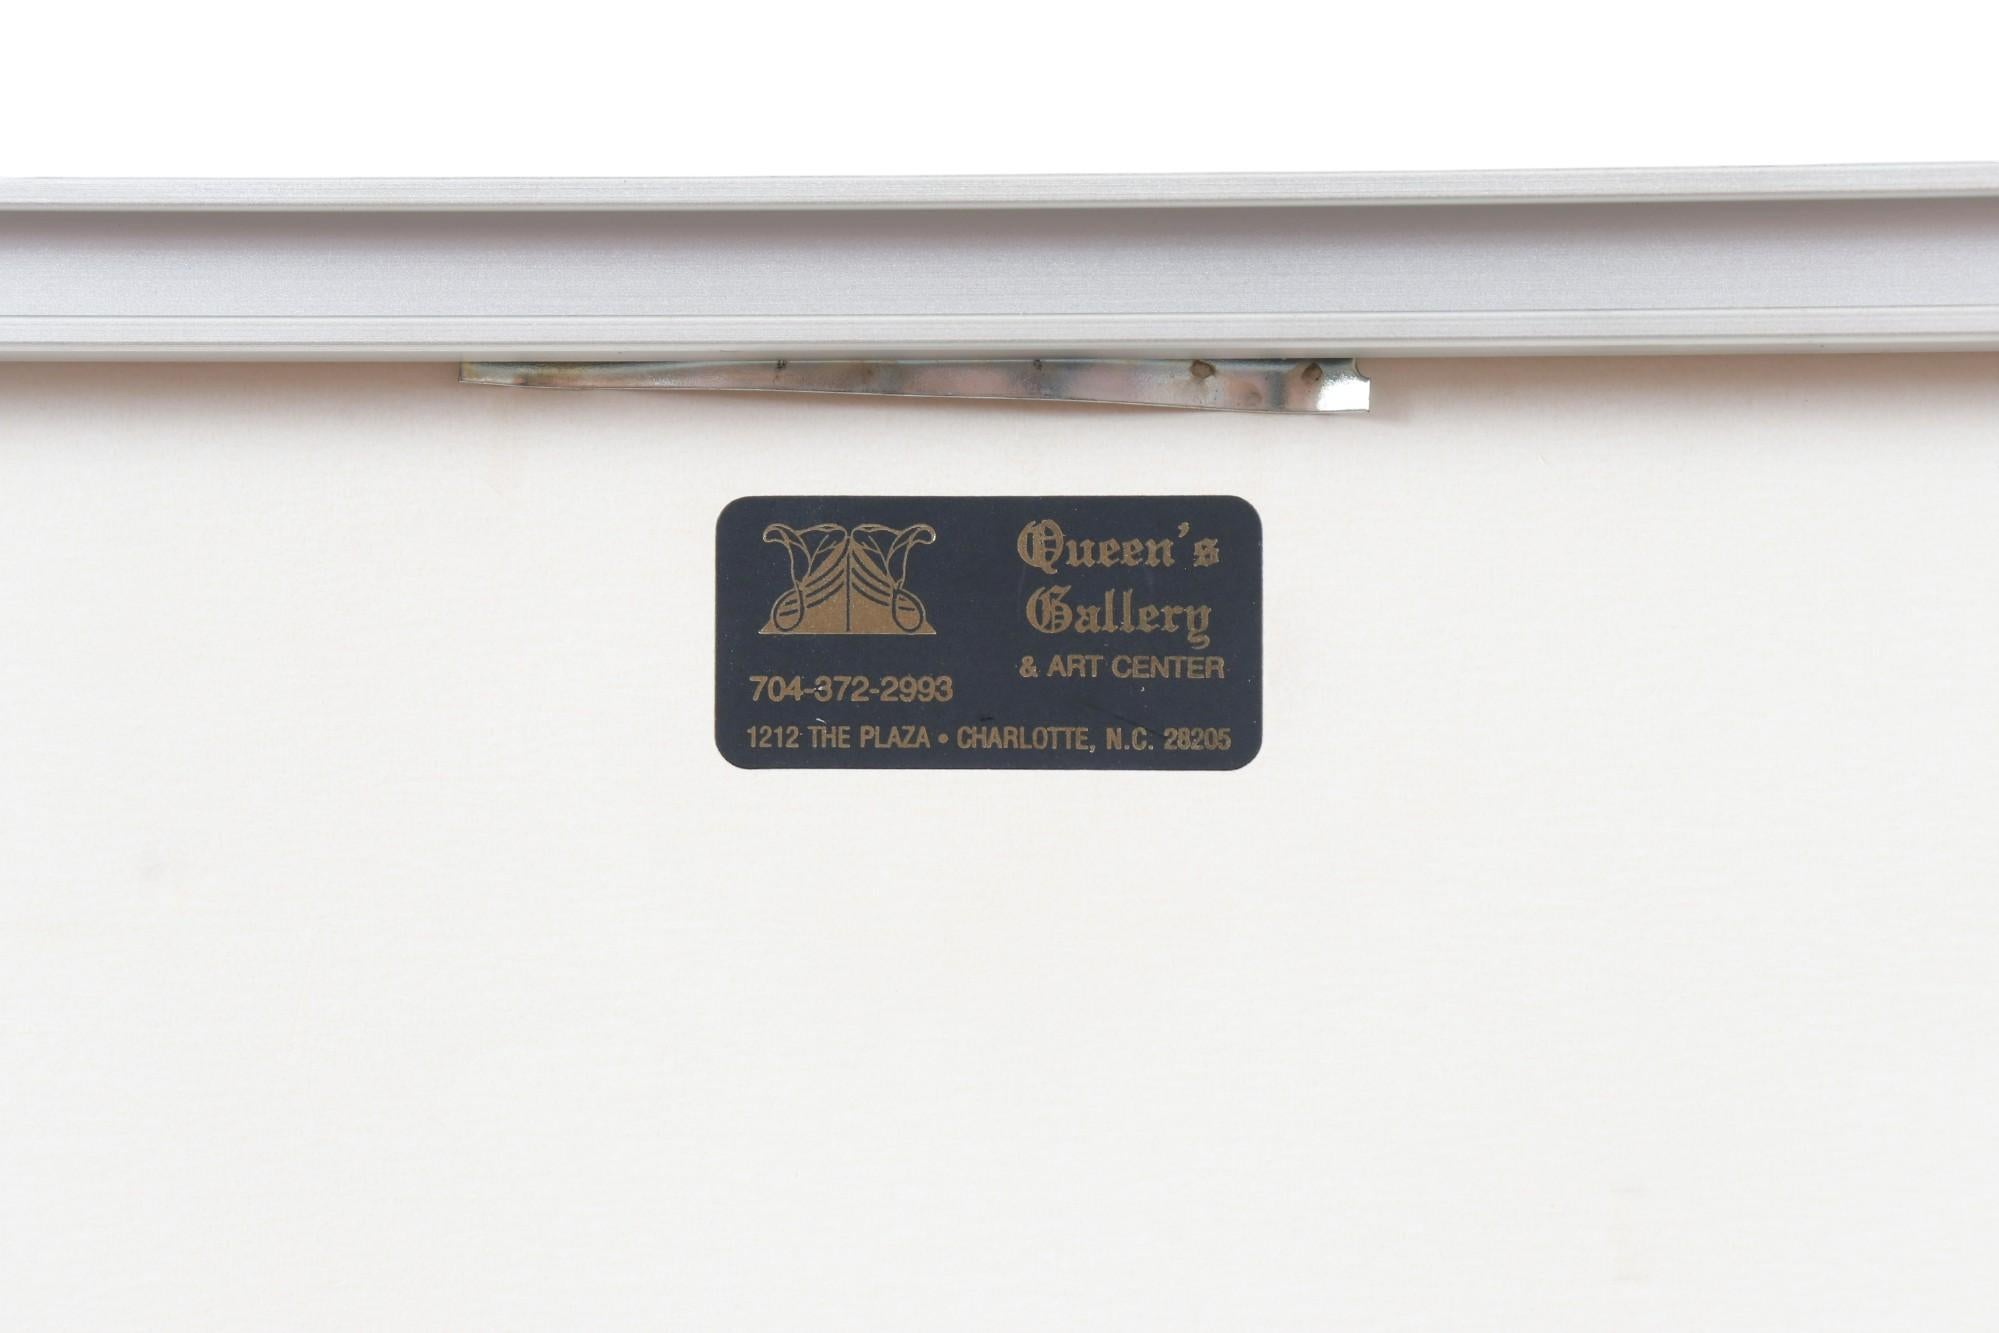 Queen's
Gallery
& ART CENTER
704-372-2993
1212 THE PLAZA • CHARLOTTE, N.C. 28205